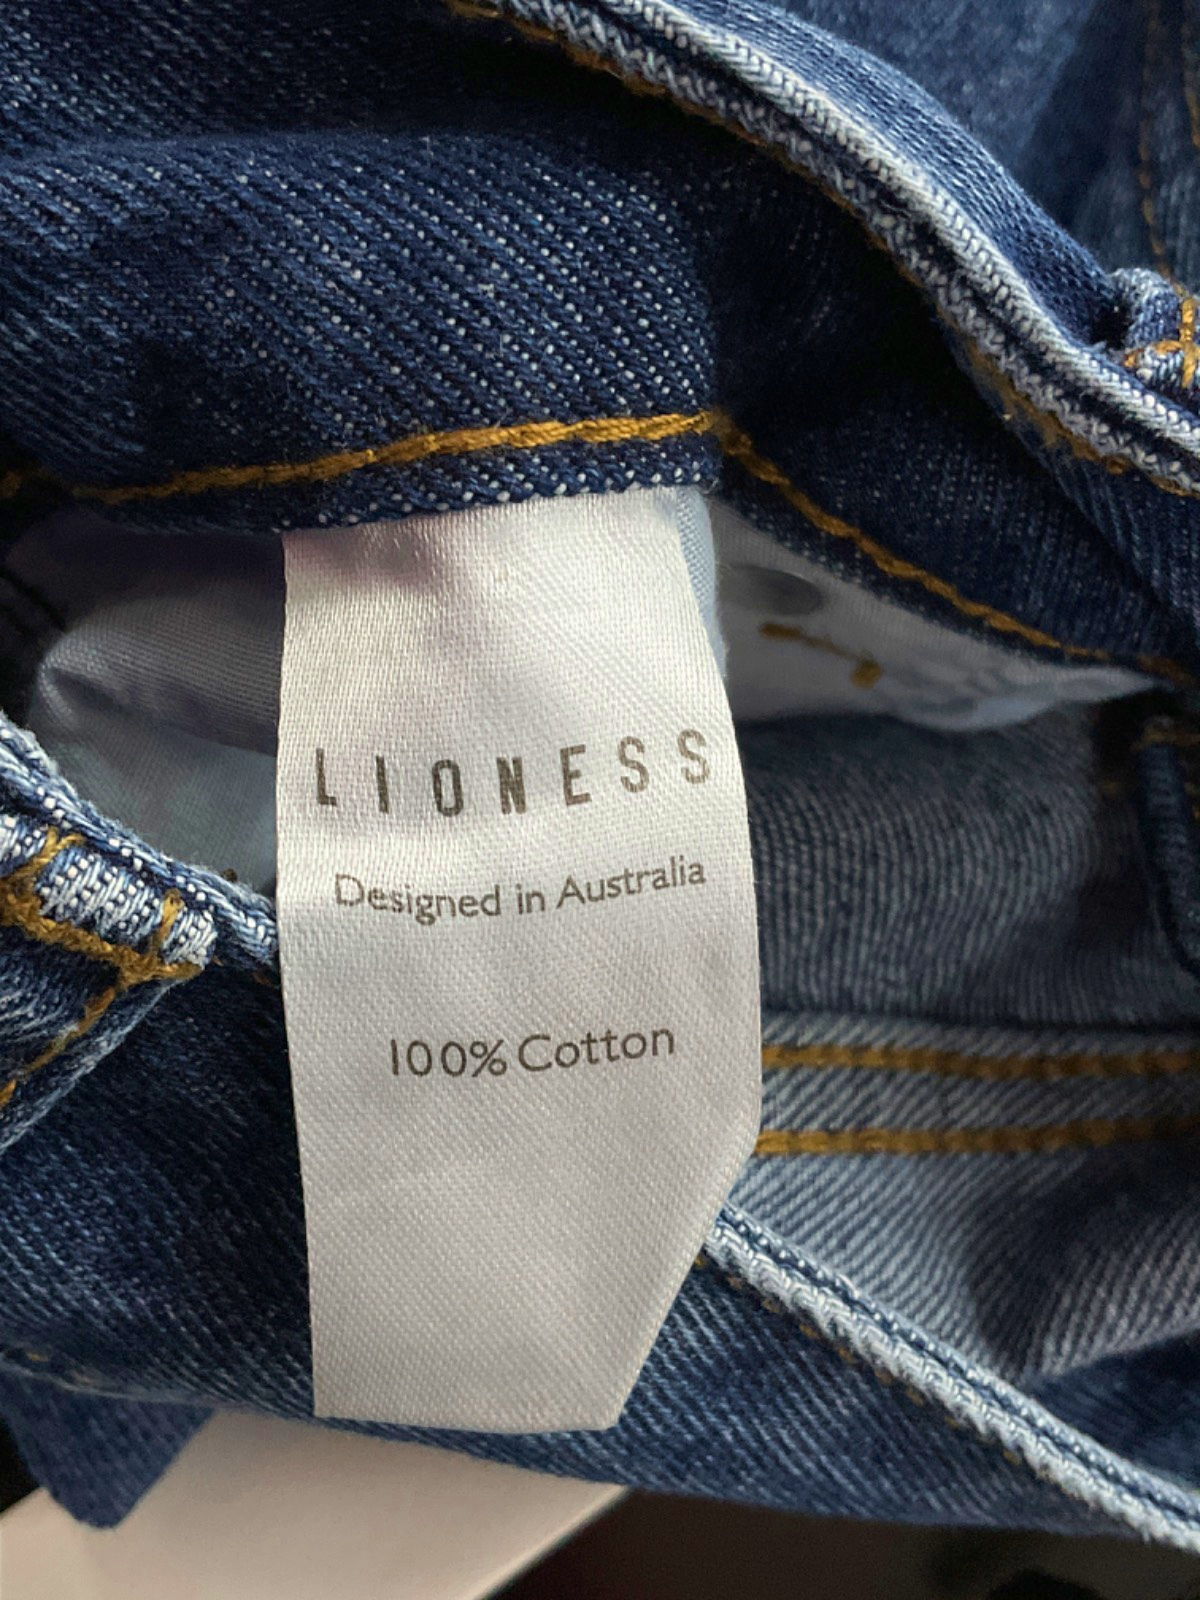 LIONESS
Designed in Australia
100% Cotton